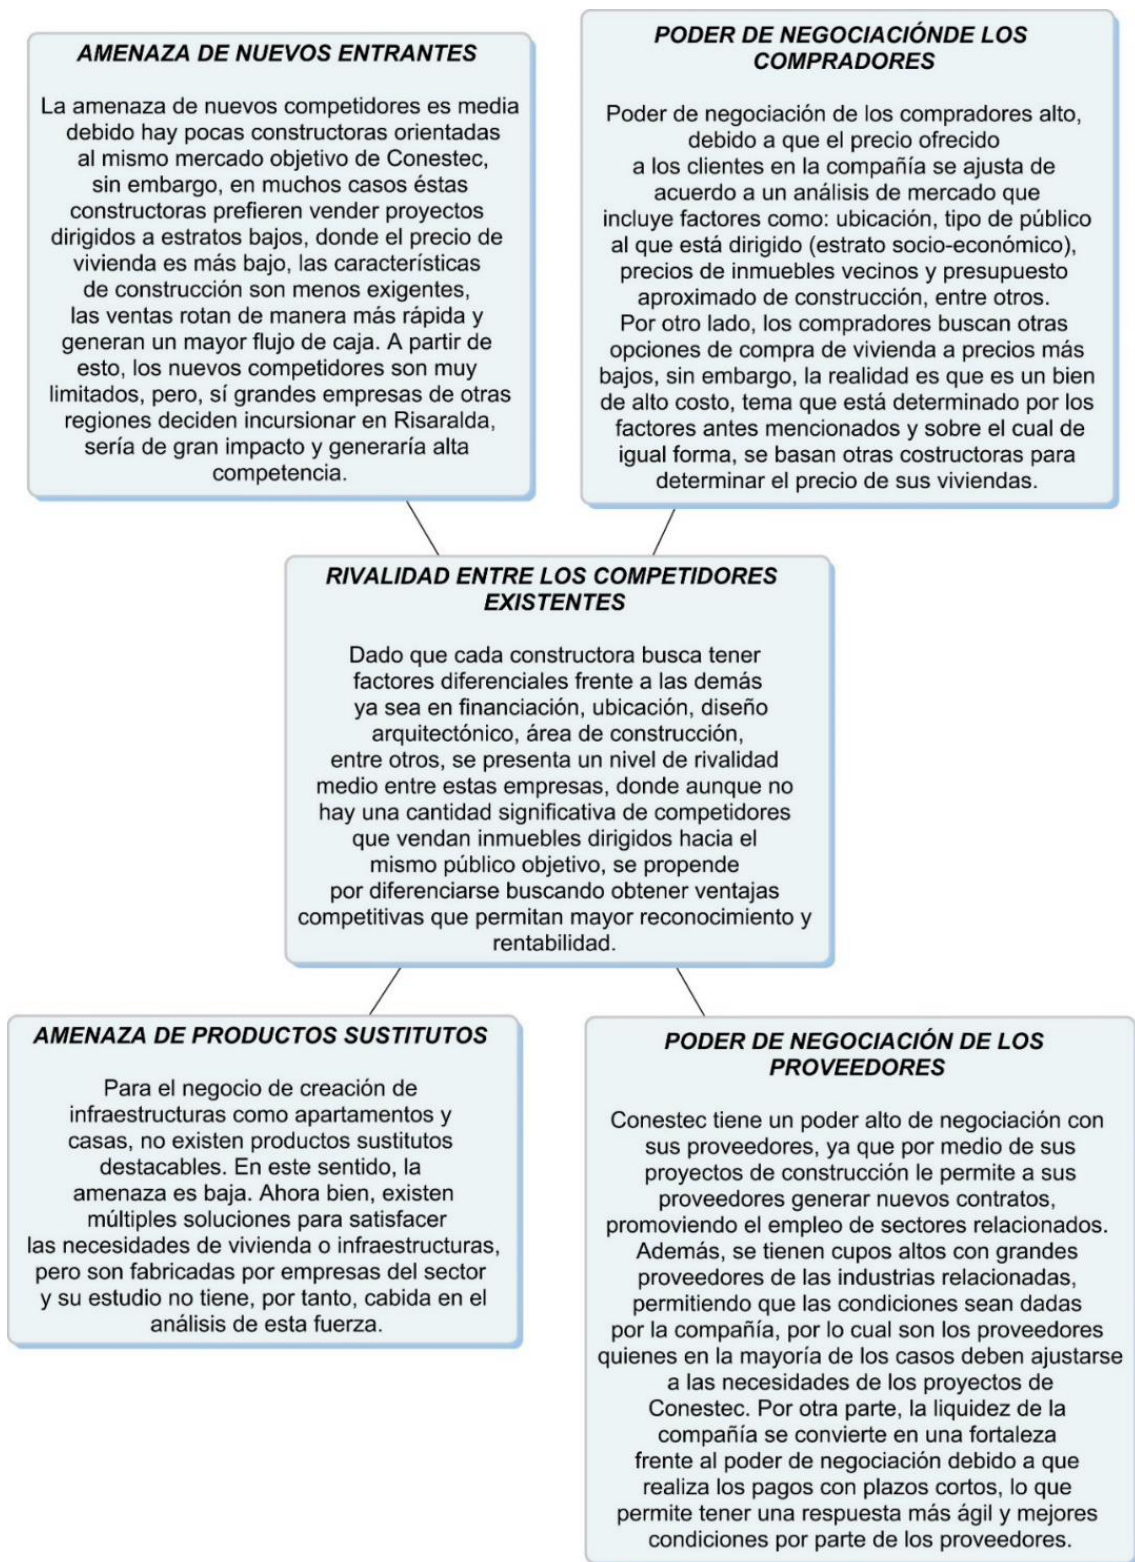 AMENAZA DE NUEVOS ENTRANTES
La amenaza de nuevos competidores es media
debido hay pocas constructoras orientadas
al mismo mercado objetivo de Conestec,
sin embargo, en muchos casos éstas
constructoras prefieren vender proyectos
dirigidos a estratos bajos, donde el precio de
vivienda es más bajo, las características
de construcción son menos exigentes,
las ventas rotan de manera más rápida y
generan un mayor flujo de caja. A partir de
esto, los nuevos competidores son muy
limitados, pero, sí grandes empresas de otras
regiones deciden incursionar en Risaralda,
sería de gran impacto y generaría alta
competencia.
PODER DE NEGOCIACIÓNDE LOS
COMPRADORES
Poder de negociación de los compradores alto,
debido a que el precio ofrecido
a los clientes en la compañía se ajusta de
acuerdo a un análisis de mercado que
incluye factores como: ubicación, tipo de público
al que está dirigido (estrato socio-económico),
precios de inmuebles vecinos y presupuesto
aproximado de construcción, entre otros.
Por otro lado, los compradores buscan otras
opciones de compra de vivienda a precios más
bajos, sin embargo, la realidad es que es un bien
de alto costo, tema que está determinado por los
factores antes mencionados y sobre el cual de
igual forma, se basan otras costructoras para
determinar el precio de sus viviendas.
RIVALIDAD ENTRE LOS COMPETIDORES
EXISTENTES
Dado que cada constructora busca tener
factores diferenciales frente a las demás
ya sea en financiación, ubicación, diseño
arquitectónico, área de construcción,
entre otros, se presenta un nivel de rivalidad
medio entre estas empresas, donde aunque no
hay una cantidad significativa de competidores
que vendan inmuebles dirigidos hacia el
mismo público objetivo, se propende
por diferenciarse buscando obtener ventajas
competitivas que permitan mayor reconocimiento y
rentabilidad.
AMENAZA DE PRODUCTOS SUSTITUTOS
Para el negocio de creación de
infraestructuras como apartamentos y
casas, no existen productos sustitutos
destacables. En este sentido, la
amenaza es baja. Ahora bien, existen
múltiples soluciones para satisfacer
las necesidades de vivienda o infraestructuras,
pero son fabricadas por empresas del sector
y su estudio no tiene, por tanto, cabida en el
análisis de esta fuerza.
PODER DE NEGOCIACIÓN DE LOS
PROVEEDORES
Conestec tiene un poder alto de negociación con
sus proveedores, ya que por medio de sus
proyectos de construcción le permite a sus
proveedores generar nuevos contratos,
promoviendo el empleo de sectores relacionados.
Además, se tienen cupos altos con grandes
proveedores de las industrias relacionadas,
permitiendo que las condiciones sean dadas
por la compañía, por lo cual son los proveedores
quienes en la mayoría de los casos deben ajustarse
a las necesidades de los proyectos de
Conestec. Por otra parte, la liquidez de la
compañía se convierte en una fortaleza
frente al poder de negociación debido a que
realiza los pagos con plazos cortos, lo que
permite tener una respuesta más ágil y mejores
condiciones por parte de los proveedores.